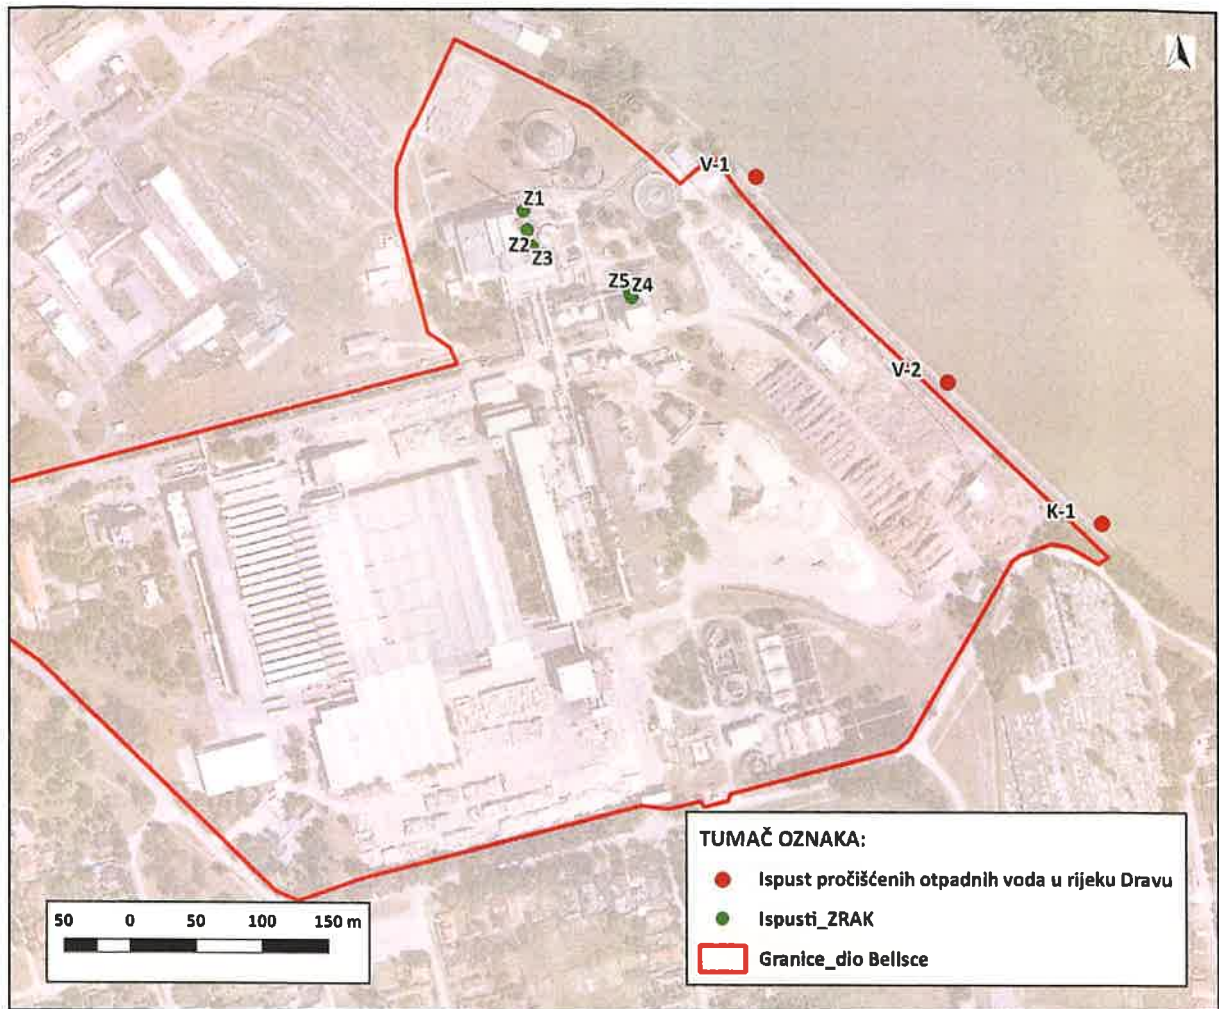 V-1
Z1
Z2
Z3
Z5 Z4
V-2
K-1
TUMAČ OZNAKA:
Ispust pročišćenih otpadnih voda u rijeku Dravu
Ispusti_ZRAK
Granice_dio Belisce
50 0 50 100 150 m